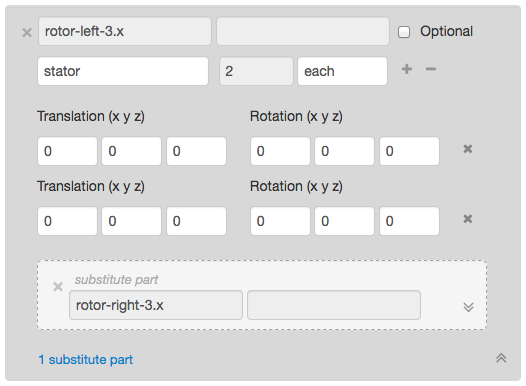 rotor-left-3.x Optional
stator 2 each
Translation (x y z) Rotation (x y z)
0 0 0 0 0 0
Translation (x y z) Rotation (x y z)
0 0 0 0 0 0
substitute part
rotor-right-3.x
1 substitute part